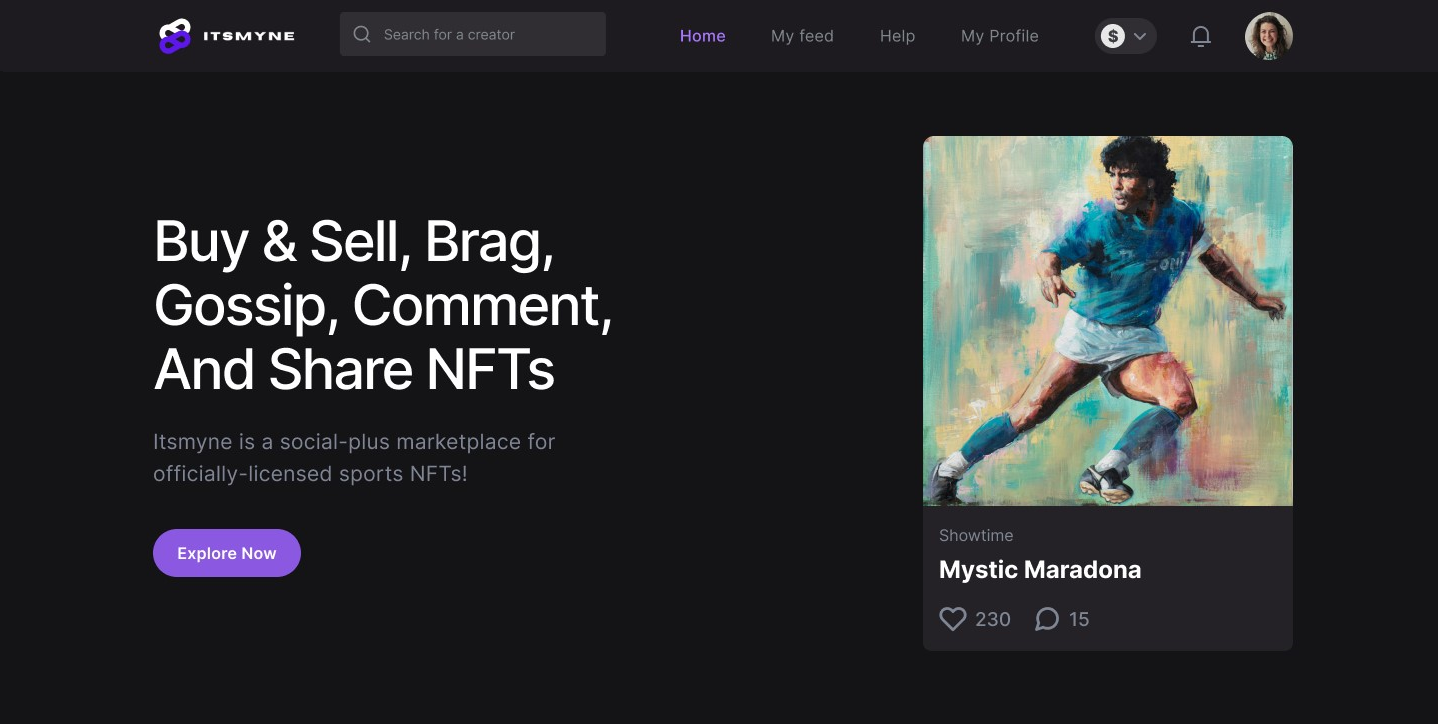 ITSMYNE
Search for a creator
Home
My feed
Help
My Profile
$
Buy & Sell, Brag,
Gossip, Comment,
And Share NFTs
Itsmyne is a social-plus marketplace for
officially-licensed sports NFTs!
Explore Now
Showtime
Mystic Maradona
230
15